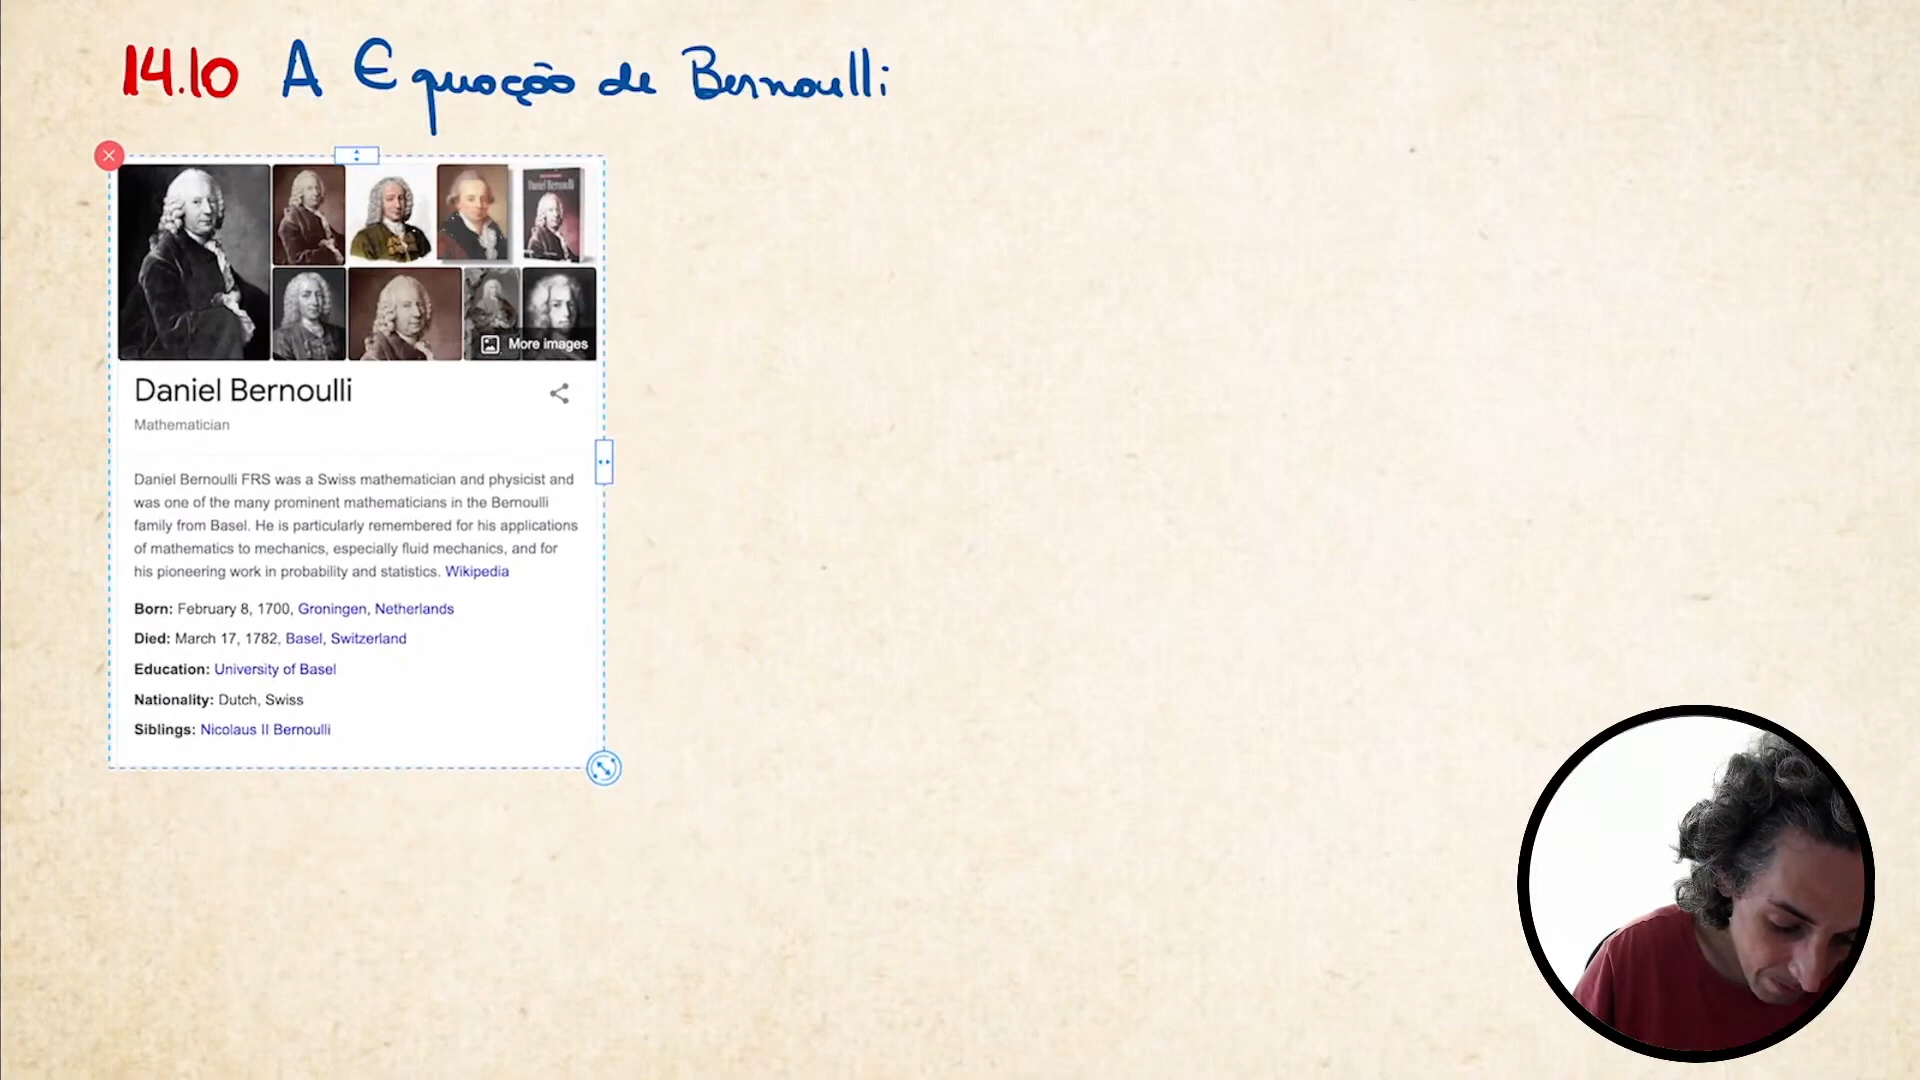 14.10 A Equação de Bernoulli
Daniel Bernoulli
More images
Daniel Bernoulli
Mathematician
Daniel Bernoulli FRS was a Swiss mathematician and physicist and
was one of the many prominent mathematicians in the Bernoulli
family from Basel. He is particularly remembered for his applications
of mathematics to mechanics, especially fluid mechanics, and for
his pioneering work in probability and statistics. Wikipedia
Born: February 8, 1700, Groningen, Netherlands
Died: March 17, 1782, Basel, Switzerland
Education: University of Basel
Nationality: Dutch, Swiss
Siblings: Nicolaus II Bernoulli